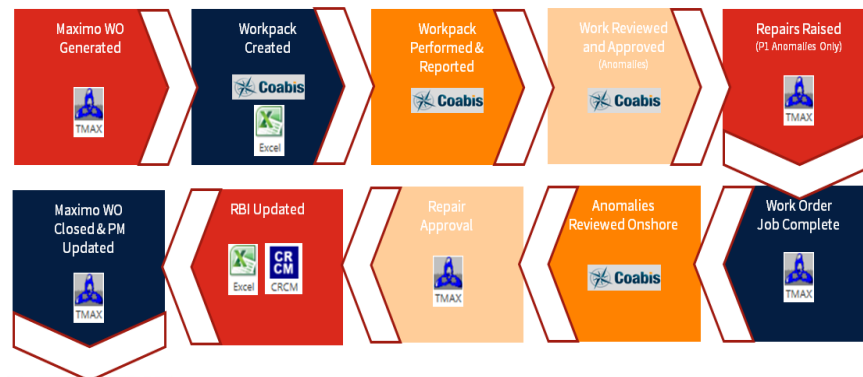 Maximo WO
Generated
TMAX
Workpack
Created
Coabis
Excel
Workpack
Performed &
Reported
Coabis
Work Reviewed
and Approved
(Anomalies)
Coabis
Repairs Raised
(P1 Anomalies Only)
TMAX
Work Order
Job Complete
TMAX
Anomalies
Reviewed Onshore
Coabis
Repair
Approval
TMAX
RBI Updated
Excel
CR
CM
CRCM
Maximo WO
Closed & PM
Updated
TMAX